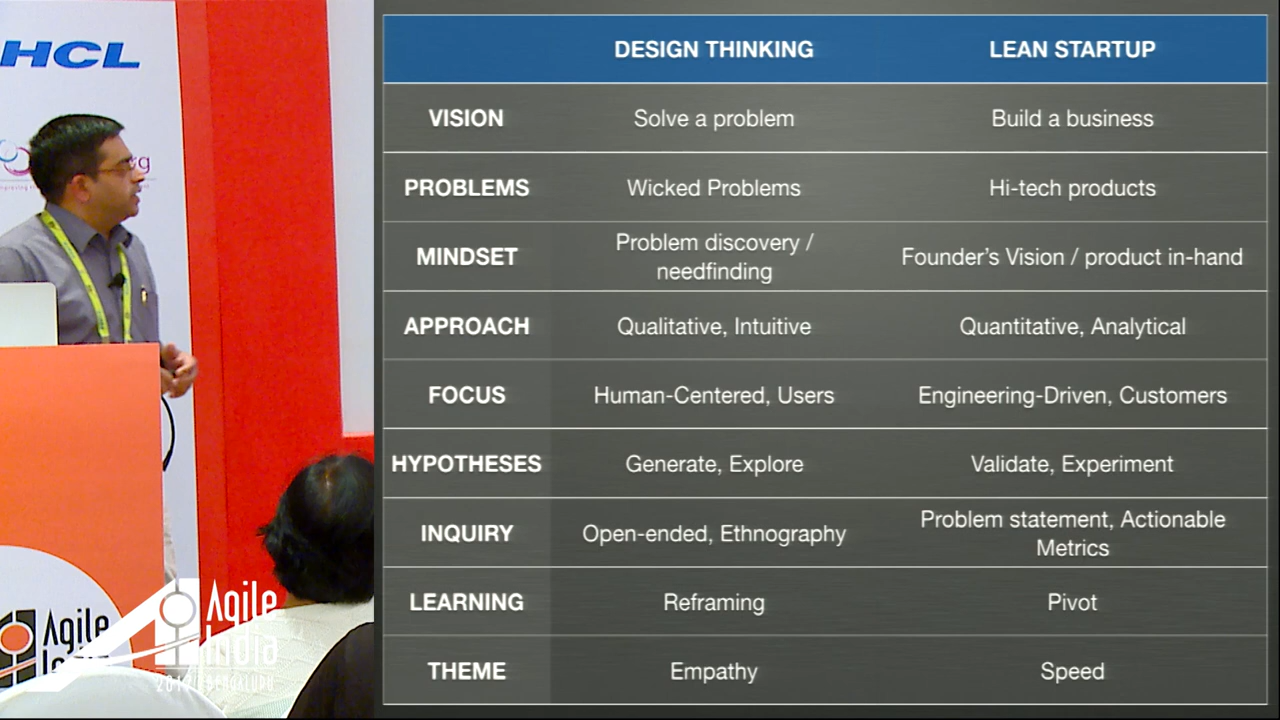 HCL
DESIGN THINKING LEAN STARTUP
VISION Solve a problem Build a business
PROBLEMS Wicked Problems Hi-tech products
MINDSET Problem discovery / needfinding Founder’s Vision / product in-hand
APPROACH Qualitative, Intuitive Quantitative, Analytical
FOCUS Human-Centered, Users Engineering-Driven, Customers
HYPOTHESES Generate, Explore Validate, Experiment
INQUIRY Open-ended, Ethnography Problem statement, Actionable Metrics
LEARNING Reframing Pivot
THEME Empathy Speed
Agile
Agile
India
BENGALURU